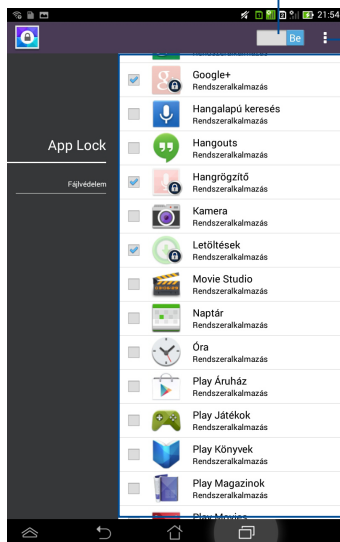 21:54
Be
App Lock
Fájlvédelem
Google+
Rendszeralkalmazás
Hangalapú keresés
Rendszeralkalmazás
Hangouts
Rendszeralkalmazás
Hangrögzítő
Rendszeralkalmazás
Kamera
Rendszeralkalmazás
Letöltések
Rendszeralkalmazás
Movie Studio
Rendszeralkalmazás
Naptár
Rendszeralkalmazás
Óra
Rendszeralkalmazás
Play Áruház
Rendszeralkalmazás
Play Játékok
Rendszeralkalmazás
Play Könyvek
Rendszeralkalmazás
Play Magazinok
Rendszeralkalmazás
Play Movies